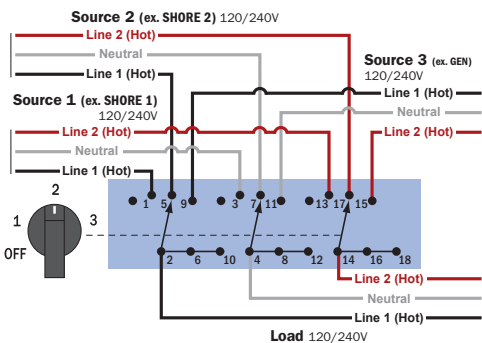 Source 2 (ex. SHORE 2) 120/240V
Line 2 (Hot)
Neutral
Line 1 (Hot)
Source 3 (ex. GEN)
120/240V
Line 1 (Hot)
Neutral
Line 2 (Hot)
Source 1 (ex. SHORE 1)
120/240V
Line 2 (Hot)
Neutral
Line 1 (Hot)
2
1 3
OFF
1 5 9 3 7 11 13 17 15
2 6 10 4 8 12 14 16 18
Line 2 (Hot)
Neutral
Line 1 (Hot)
Load 120/240V